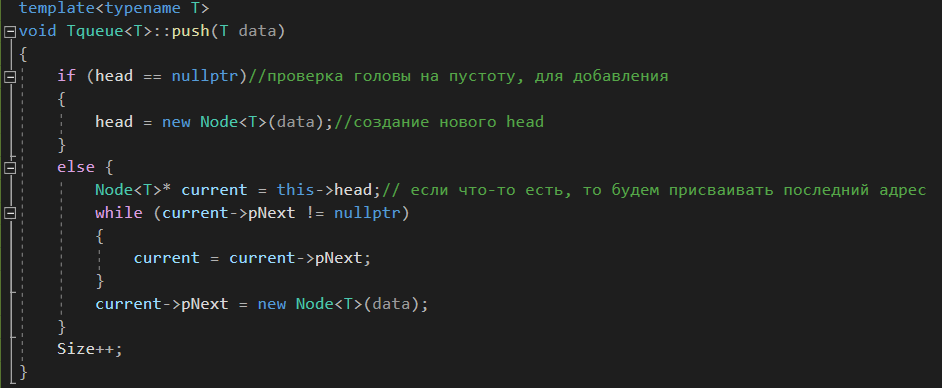 template<typename T>
void Tqueue<T>::push(T data)
{
    if (head == nullptr)//проверка головы на пустоту, для добавления
    {
        head = new Node<T>(data);//создание нового head
    }
    else {
        Node<T>* current = this->head;// если что-то есть, то будем присваивать последний адрес
        while (current->pNext != nullptr)
        {
            current = current->pNext;
        }
        current->pNext = new Node<T>(data);
    }
    Size++;
}